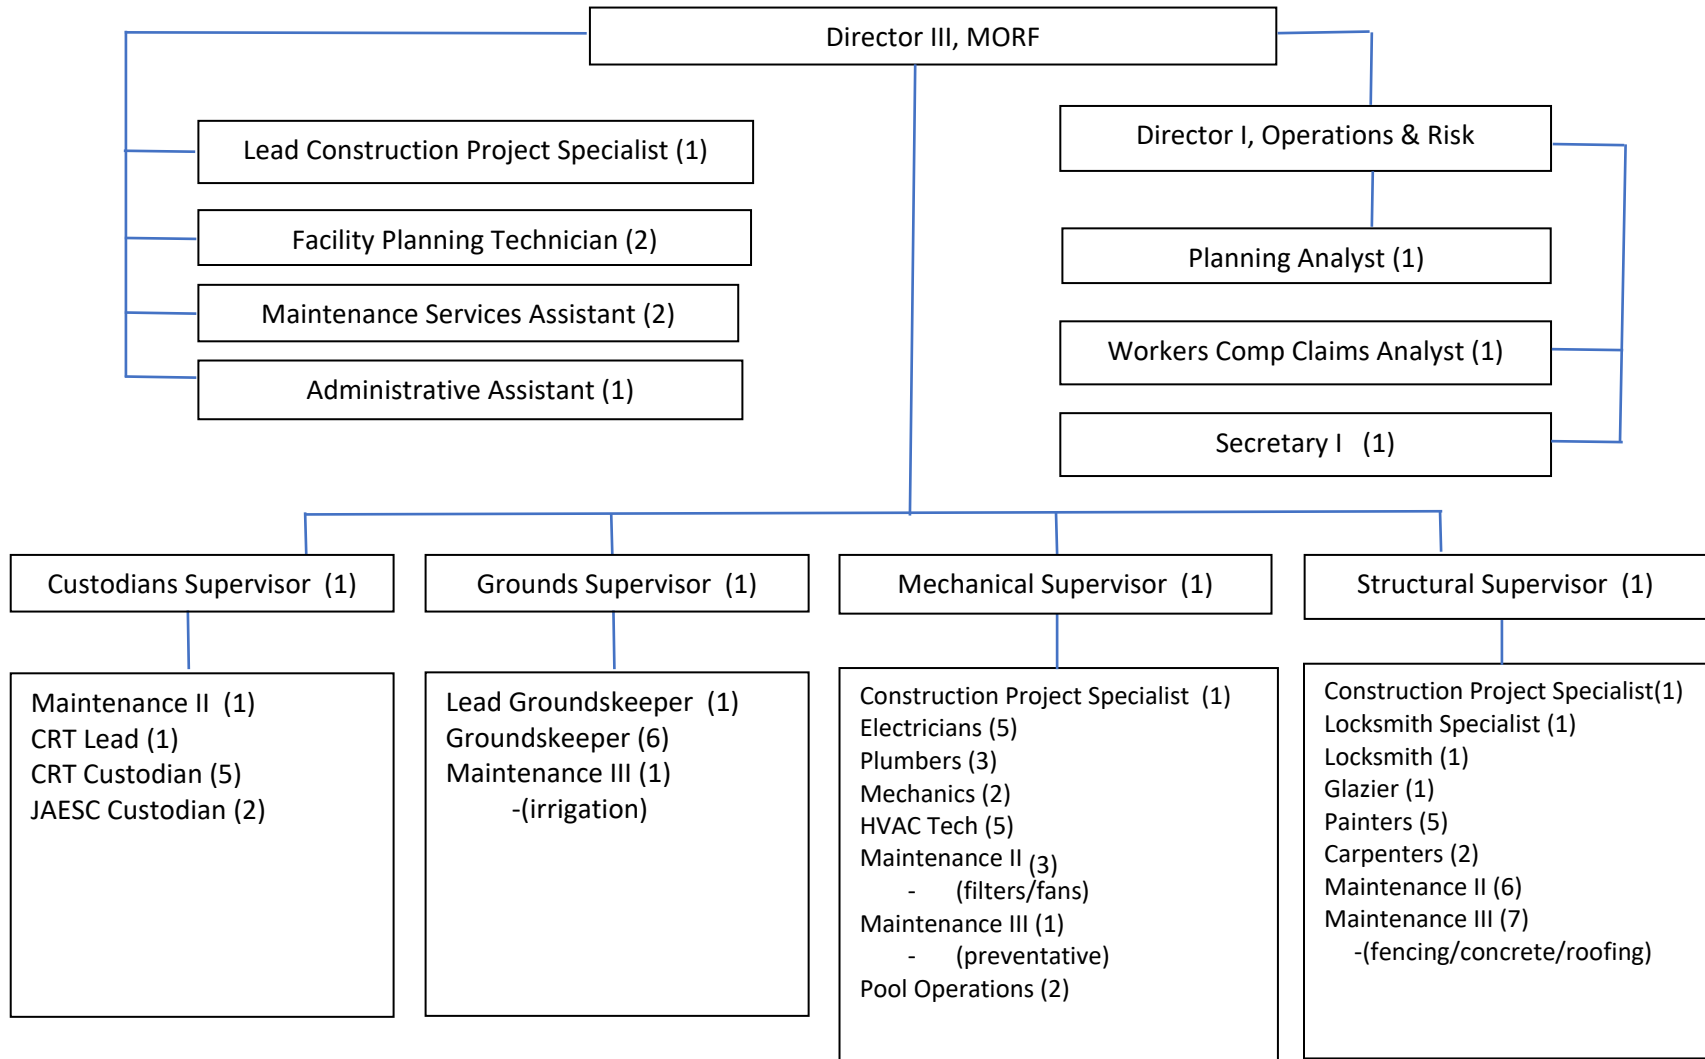 Director III, MORF
Lead Construction Project Specialist (1)
Facility Planning Technician (2)
Maintenance Services Assistant (2)
Administrative Assistant (1)
Director I, Operations & Risk
Planning Analyst (1)
Workers Comp Claims Analyst (1)
Secretary I (1)
Custodians Supervisor (1)
Maintenance II (1)
CRT Lead (1)
CRT Custodian (5)
JAESC Custodian (2)
Grounds Supervisor (1)
Lead Groundskeeper (1)
Groundskeeper (6)
Maintenance III (1)
-(irrigation)
Mechanical Supervisor (1)
Construction Project Specialist (1)
Electricians (5)
Plumbers (3)
Mechanics (2)
HVAC Tech (5)
Maintenance II (3)
- (filters/fans)
Maintenance III (1)
- (preventative)
Pool Operations (2)
Structural Supervisor (1)
Construction Project Specialist(1)
Locksmith Specialist (1)
Locksmith (1)
Glazier (1)
Painters (5)
Carpenters (2)
Maintenance II (6)
Maintenance III (7)
-(fencing/concrete/roofing)